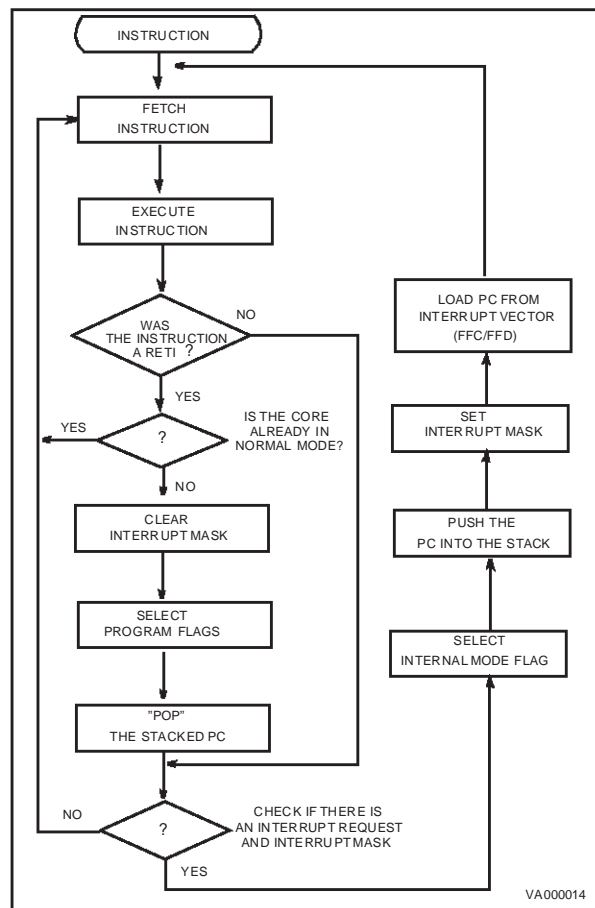 INSTRUCTION
FETCH
INSTRUCTION
EXECUTE
INSTRUCTION
WAS
THE INSTRUCTION
A RETI ?
NO
YES
?
IS THE CORE
ALREADY IN
NORMAL MODE?
YES
NO
CLEAR
INTERRUPT MASK
SELECT
PROGRAM FLAGS
"POP"
THE STACKED PC
?
NO
YES
CHECK IF THERE IS
AN INTERRUPT REQUEST
AND INTERRUPT MASK
LOAD PC FROM
INTERRUPT VECTOR
(FFC/FFD)
SET
INTERRUPT MASK
PUSH THE
PC INTO THE STACK
SELECT
INTERNAL MODE FLAG
VA000014